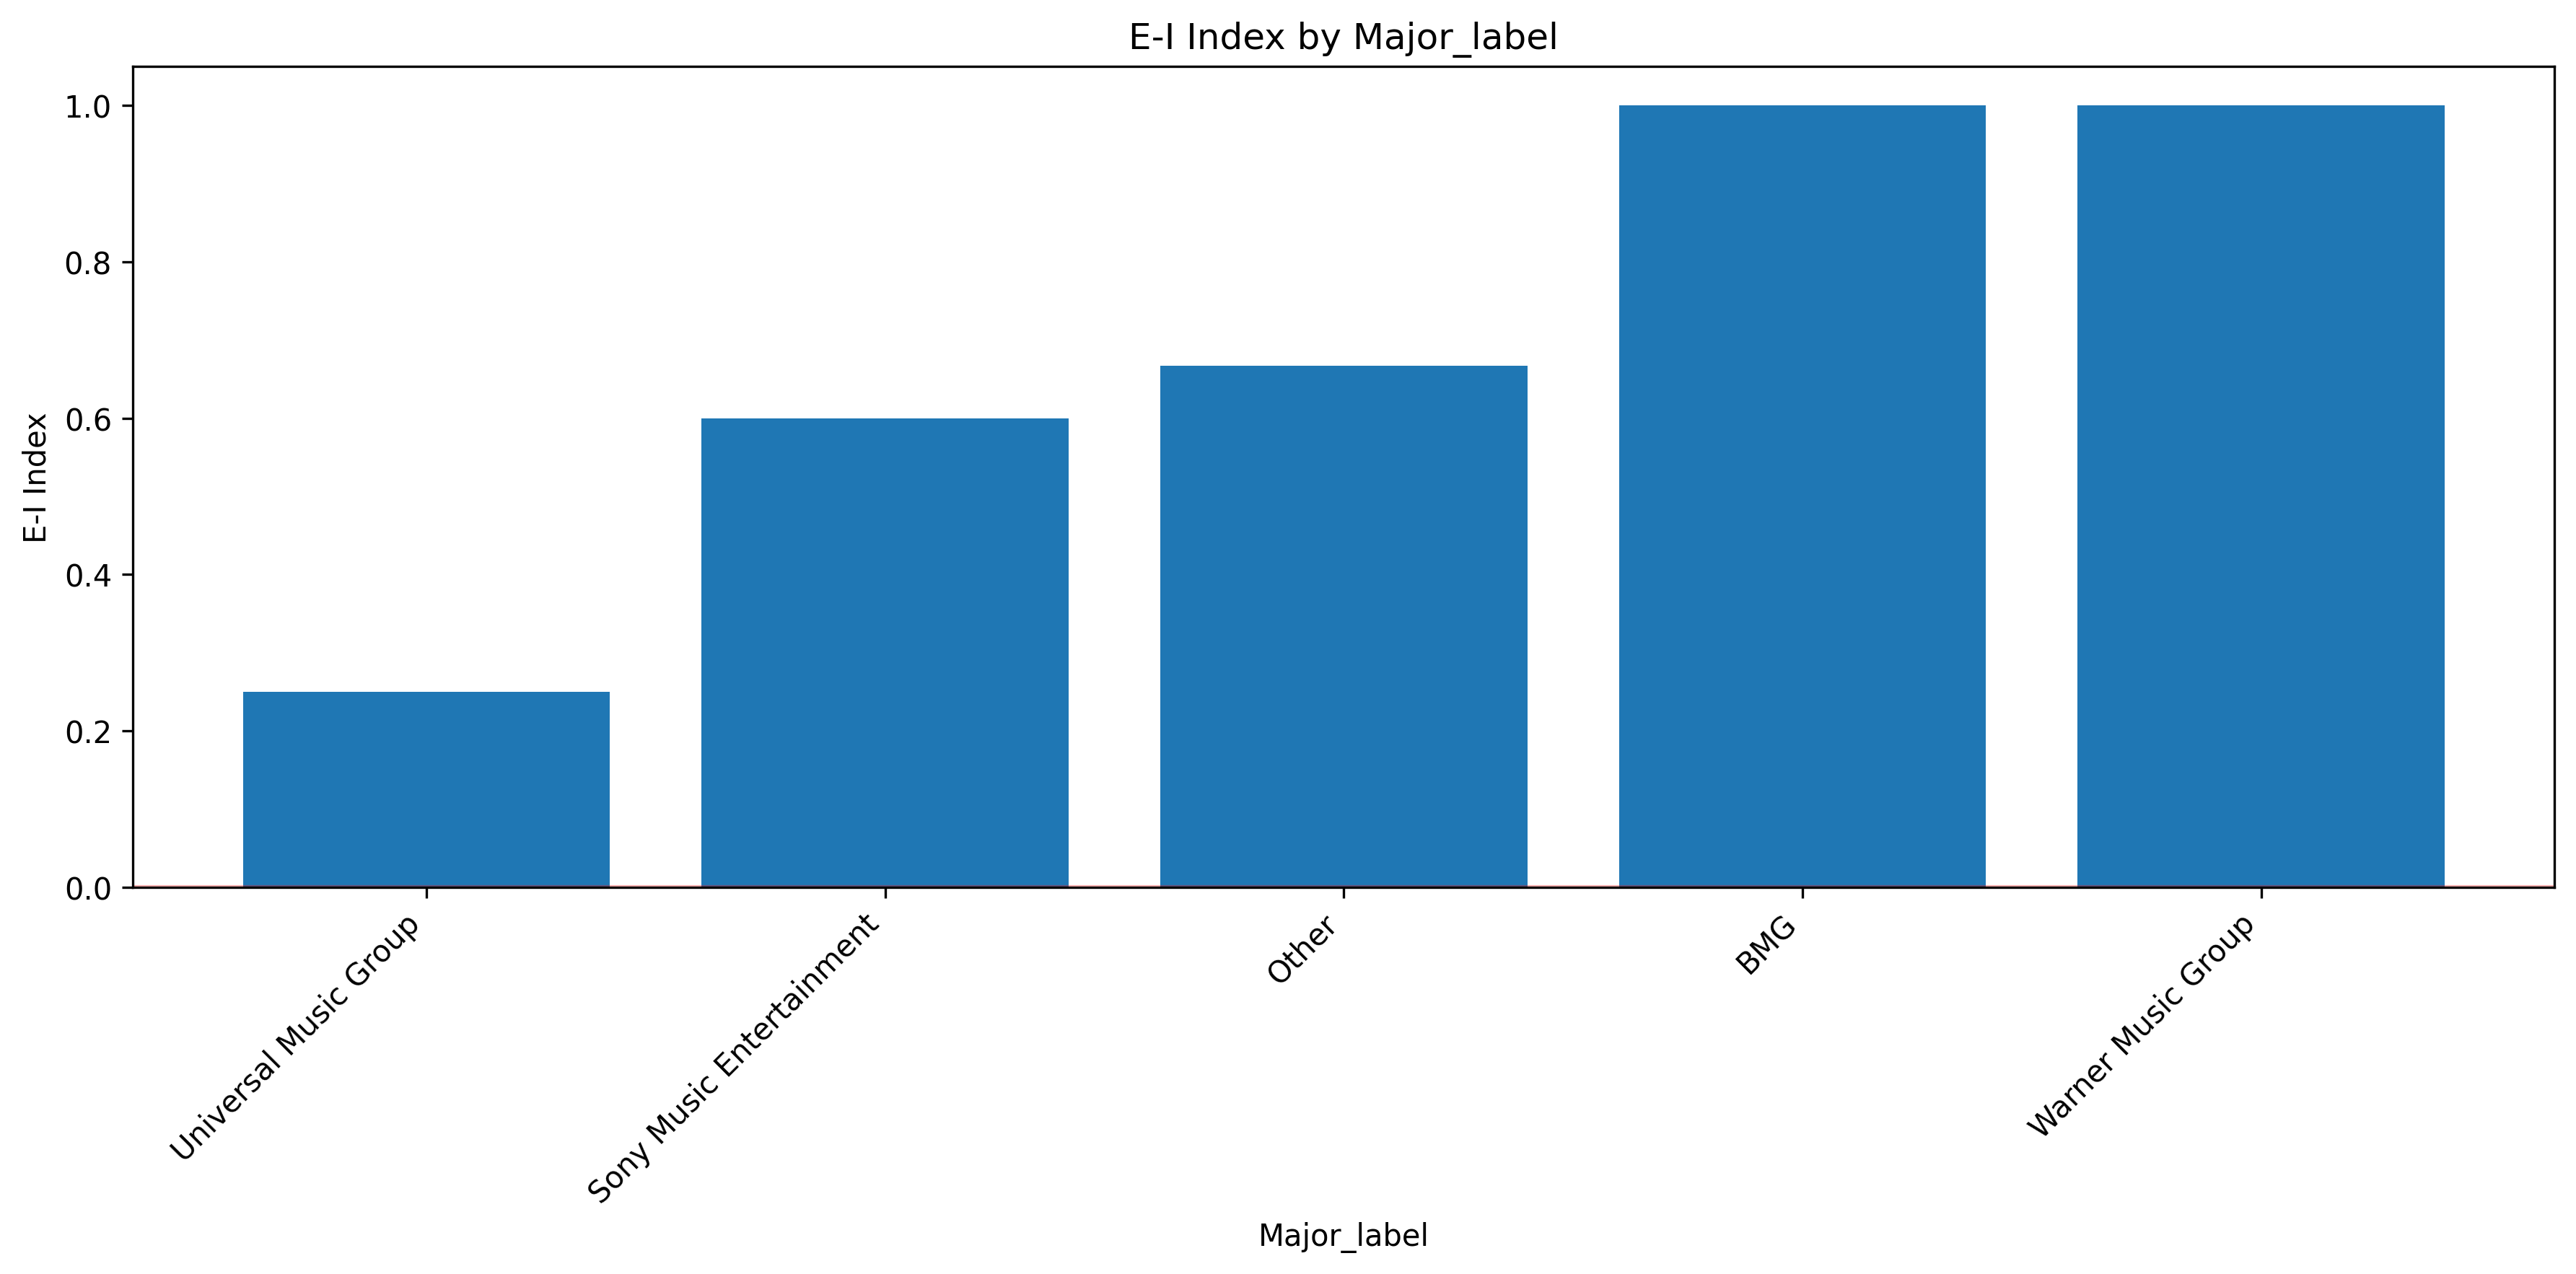 E-I Index by Major_label
E-I Index
1.0
0.8
0.6
0.4
0.2
0.0
Universal Music Group
Sony Music Entertainment
Other
BMG
Warner Music Group
Major_label